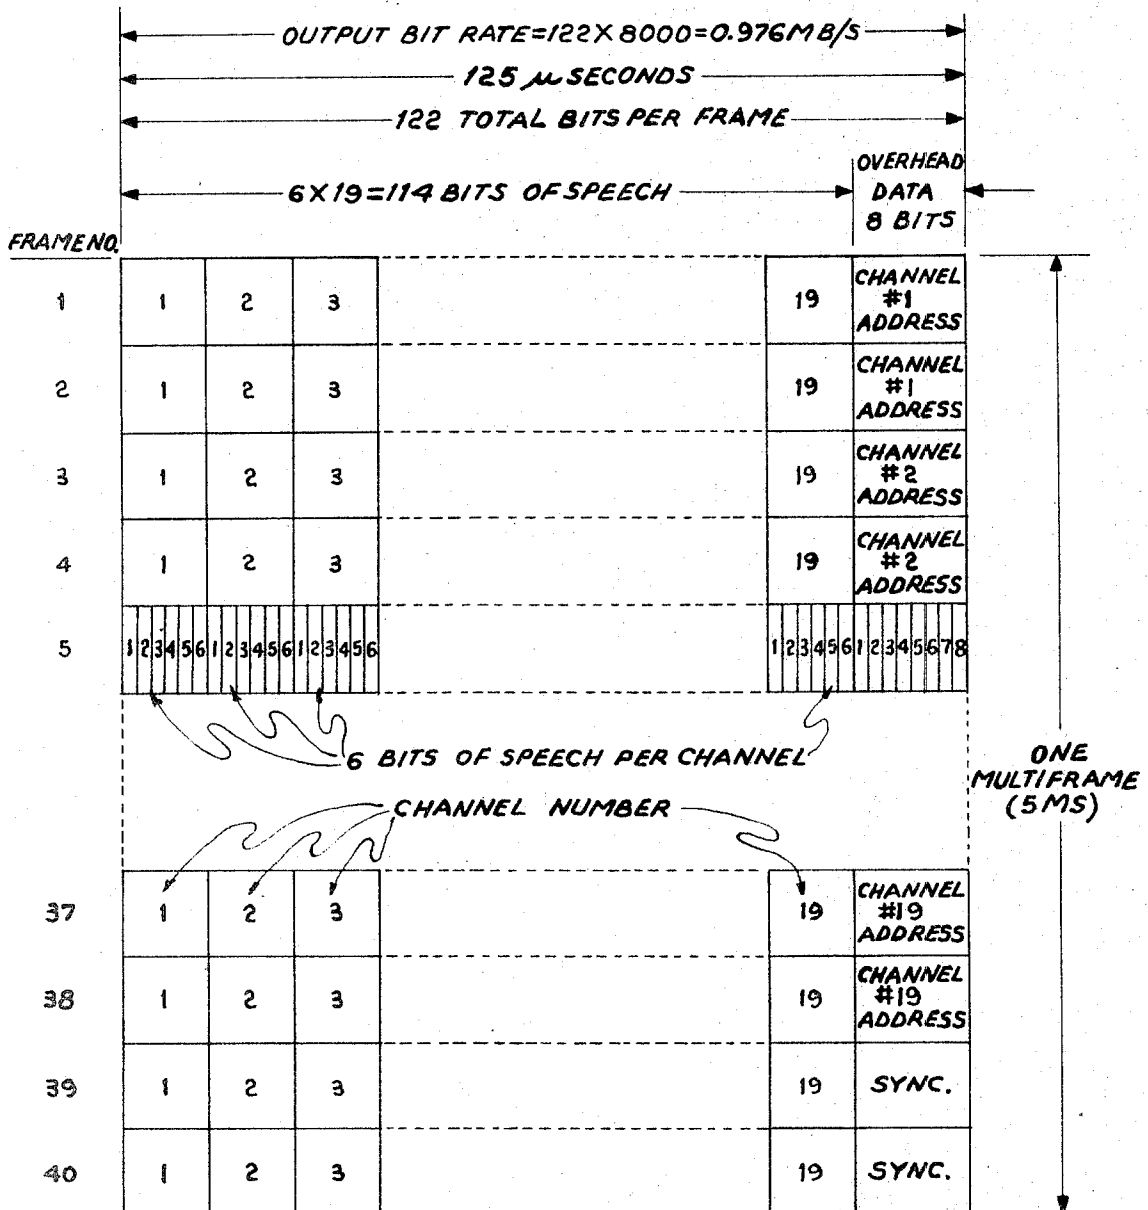 OUTPUT BIT RATE=122X8000=0.976MB/S
125 µSECONDS
122 TOTAL BITS PER FRAME
6X19=114 BITS OF SPEECH
OVERHEAD
DATA
8 BITS
FRAME NO.
1 1 2 3 19 CHANNEL #1 ADDRESS
2 1 2 3 19 CHANNEL #1 ADDRESS
3 1 2 3 19 CHANNEL #2 ADDRESS
4 1 2 3 19 CHANNEL #2 ADDRESS
5 1 2 3 4 5 6 1 2 3 4 5 6 1 2 3 4 5 6 1 2 3 4 5 6 1 2 3 4 5 6 7 8
6 BITS OF SPEECH PER CHANNEL
ONE
MULTIFRAME
(5MS)
CHANNEL NUMBER
37 1 2 3 19 CHANNEL #19 ADDRESS
38 1 2 3 19 CHANNEL #19 ADDRESS
39 1 2 3 19 SYNC.
40 1 2 3 19 SYNC.